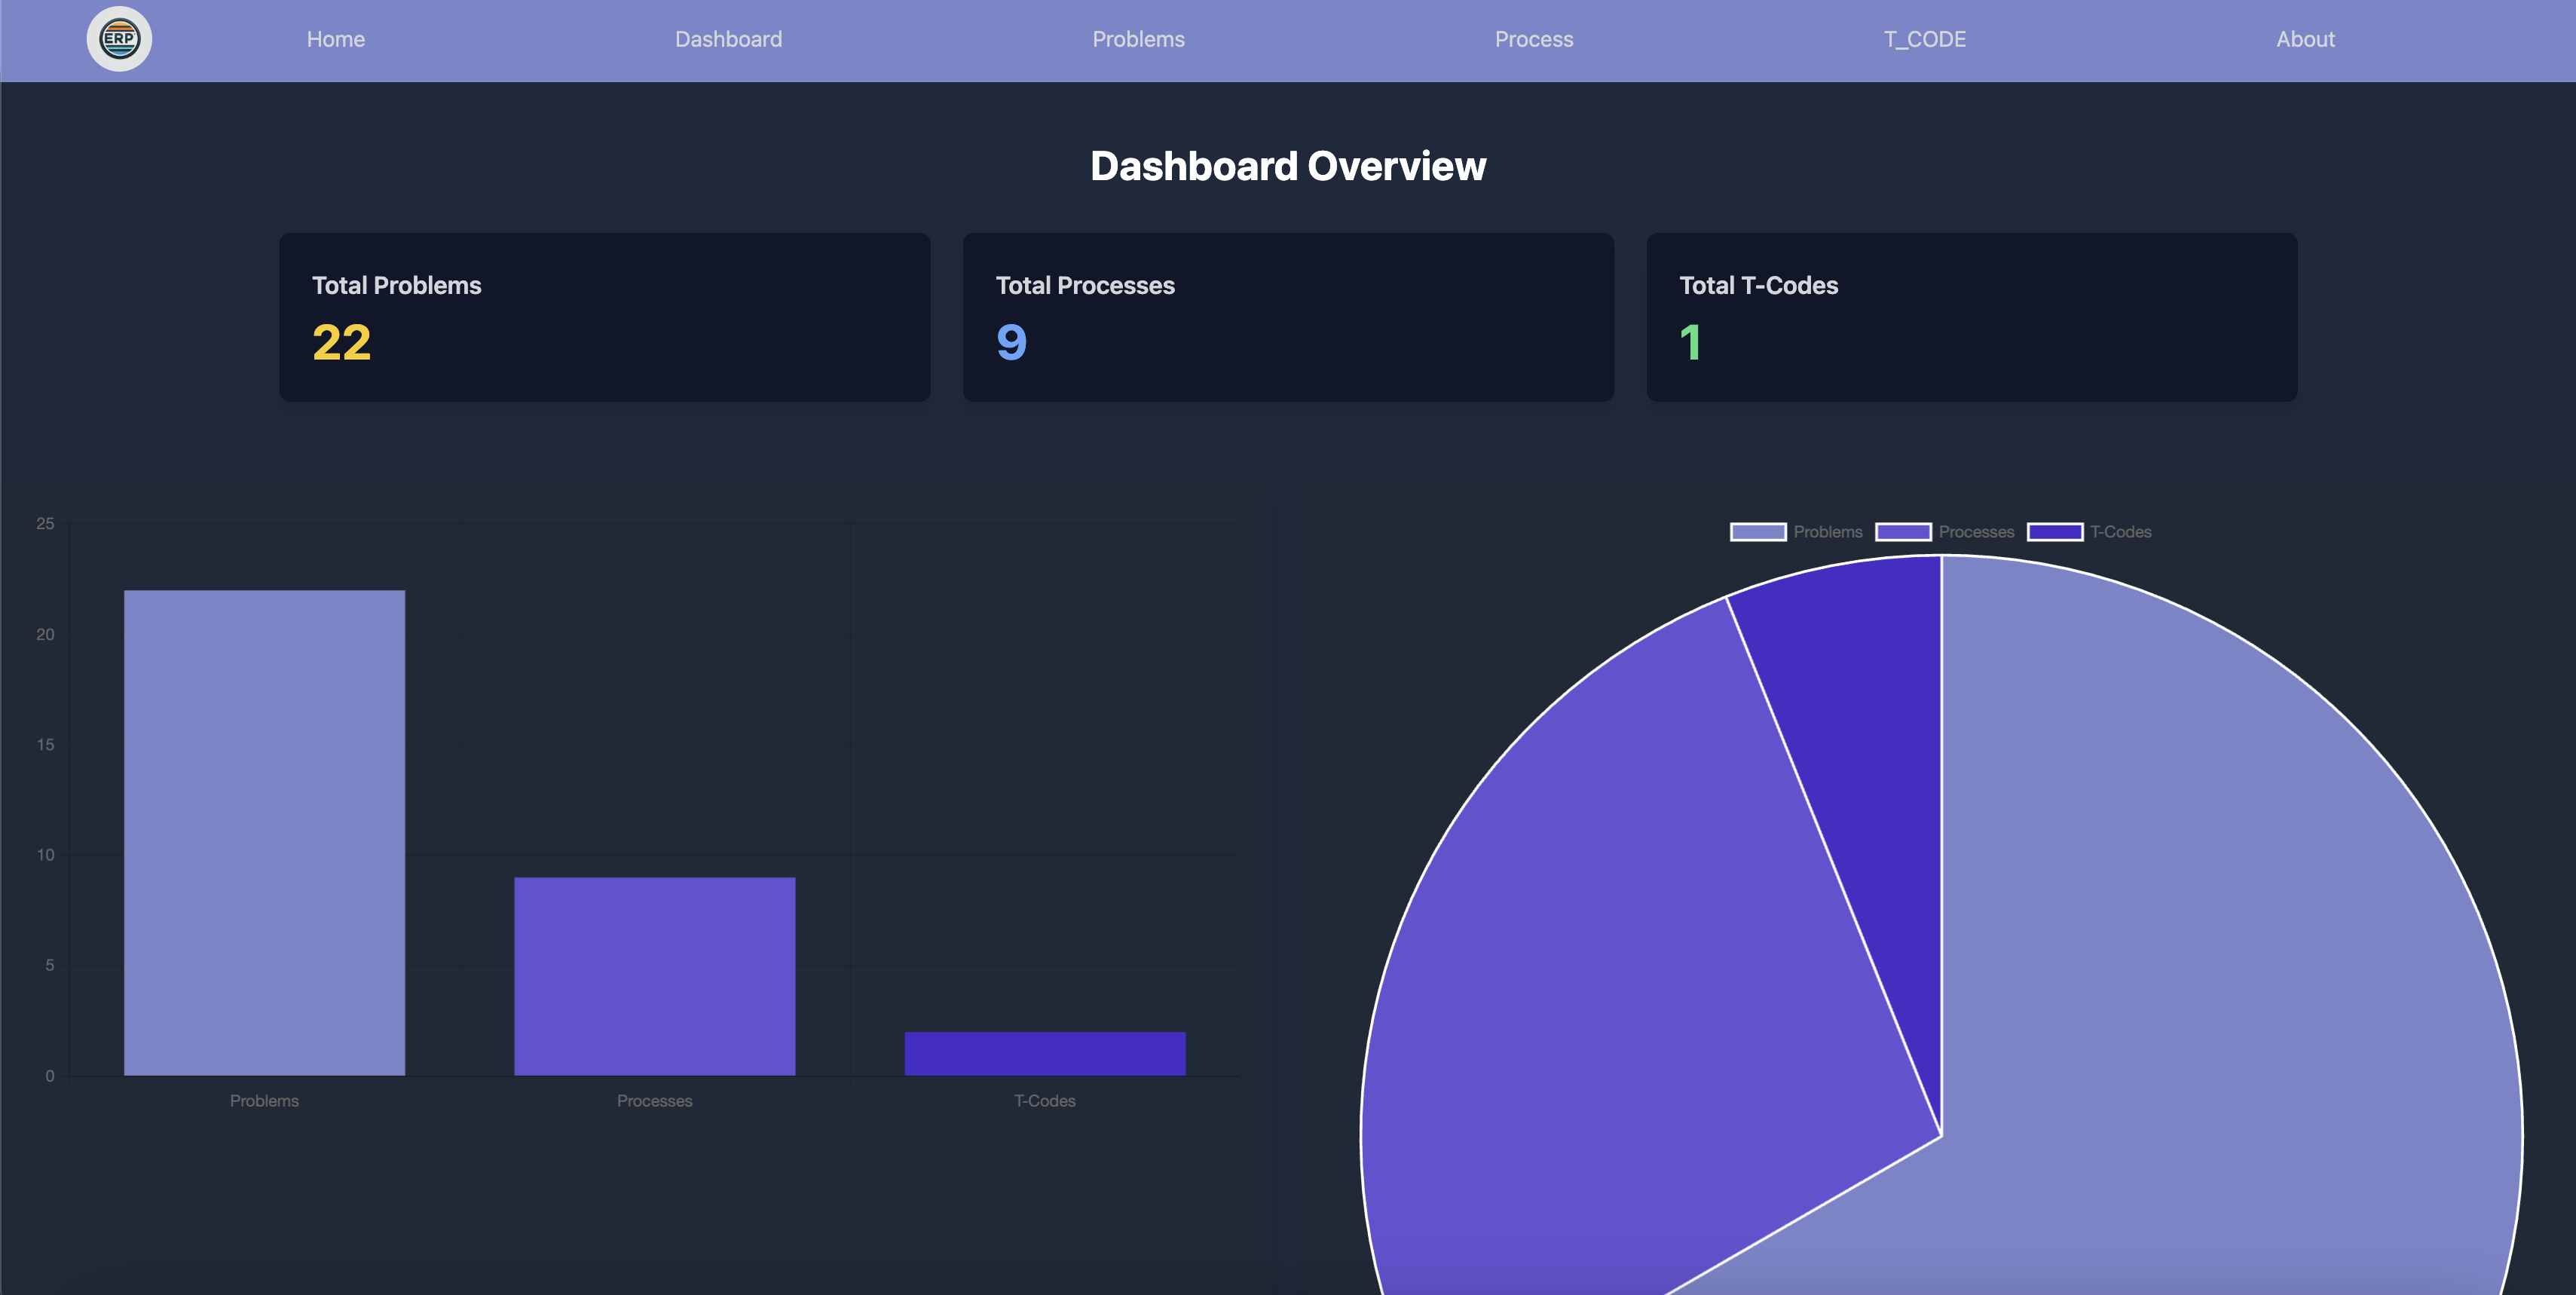 ERP
Home Dashboard Problems Process T_CODE About
Dashboard Overview
Total Problems
22
Total Processes
9
Total T-Codes
1
25
20
15
10
5
0
Problems Processes T-Codes
Problems Processes T-Codes